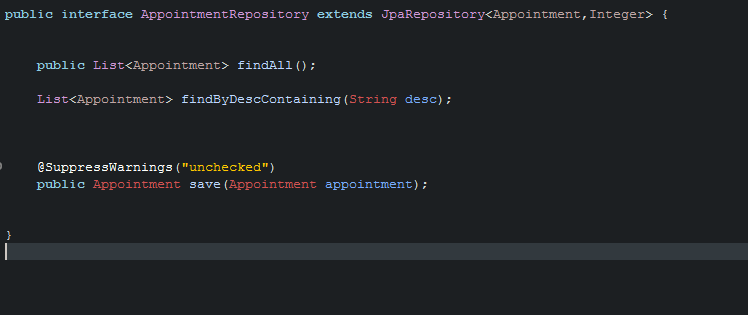 public interface AppointmentRepository extends JpaRepository<Appointment,Integer> {
public List<Appointment> findAll();
List<Appointment> findByDescContaining(String desc);
@SuppressWarnings("unchecked")
public Appointment save(Appointment appointment);
}